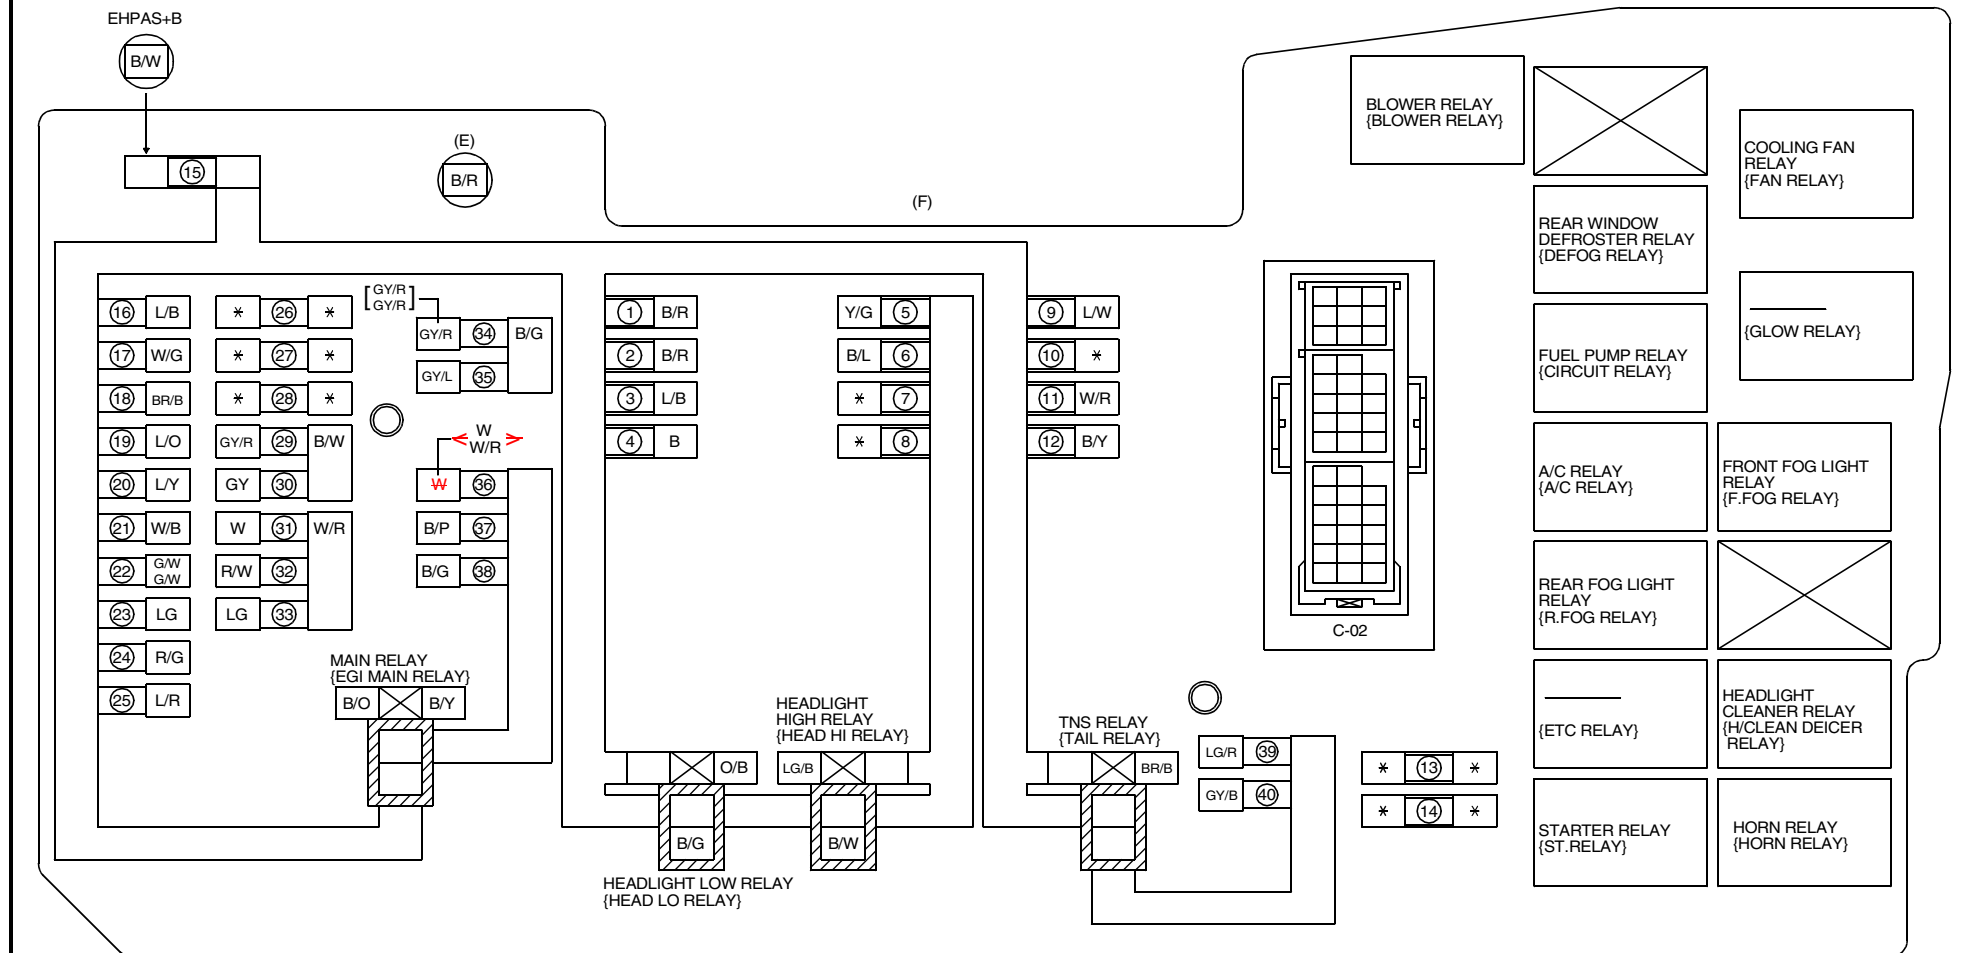 EHPAS+B
B/W
15
(E)
B/R
(F)
BLOWER RELAY
{BLOWER RELAY}
COOLING FAN
RELAY
{FAN RELAY}
REAR WINDOW
DEFROSTER RELAY
{DEFOG RELAY}
{GLOW RELAY}
FUEL PUMP RELAY
{CIRCUIT RELAY}
A/C RELAY
{A/C RELAY}
FRONT FOG LIGHT
RELAY
{F.FOG RELAY}
REAR FOG LIGHT
RELAY
{R.FOG RELAY}
{ETC RELAY}
HEADLIGHT
CLEANER RELAY
{H/CLEAN DEICER
RELAY}
STARTER RELAY
{ST.RELAY}
HORN RELAY
{HORN RELAY}
16 L/B
17 W/G
18 BR/B
19 L/O
20 L/Y
21 W/B
22 G/W
G/W
23 LG
24 R/G
25 L/R
* 26 *
* 27 *
* 28 *
GY/R 29 B/W
GY 30
W 31 W/R
R/W 32
LG 33
[GY/R]
[GY/R]
GY/R 34 B/G
GY/L 35
W
W/R
W 36
B/P 37
B/G 38
MAIN RELAY
{EGI MAIN RELAY}
B/O B/Y
1 B/R
2 B/R
3 L/B
4 B
Y/G 5
B/L 6
* 7
* 8
9 L/W
10 *
11 W/R
12 B/Y
C-02
HEADLIGHT
HIGH RELAY
{HEAD HI RELAY}
O/B
LG/B
B/G
B/W
HEADLIGHT LOW RELAY
{HEAD LO RELAY}
TNS RELAY
{TAIL RELAY}
BR/B
LG/R 39
GY/B 40
* 13 *
* 14 *